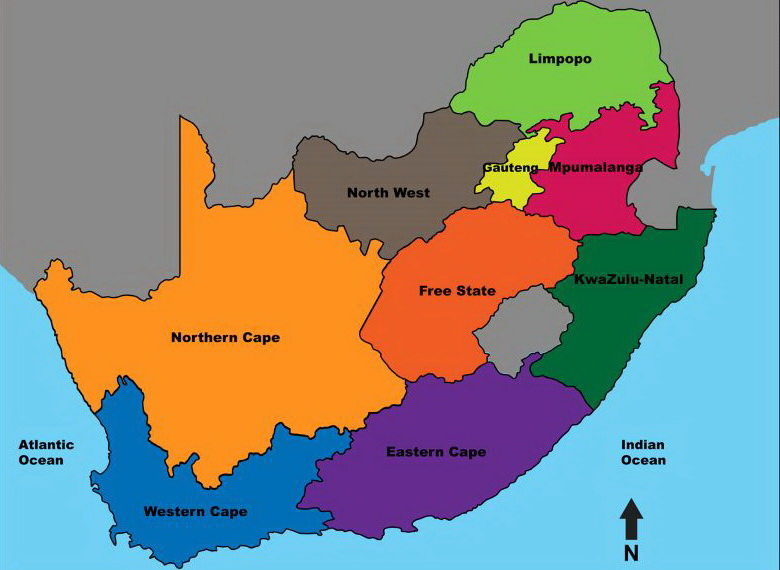 Limpopo
Gauteng
Mpumalanga
North West
KwaZulu-Natal
Free State
Northern Cape
Atlantic
Ocean
Eastern Cape
Indian
Ocean
Western Cape
N